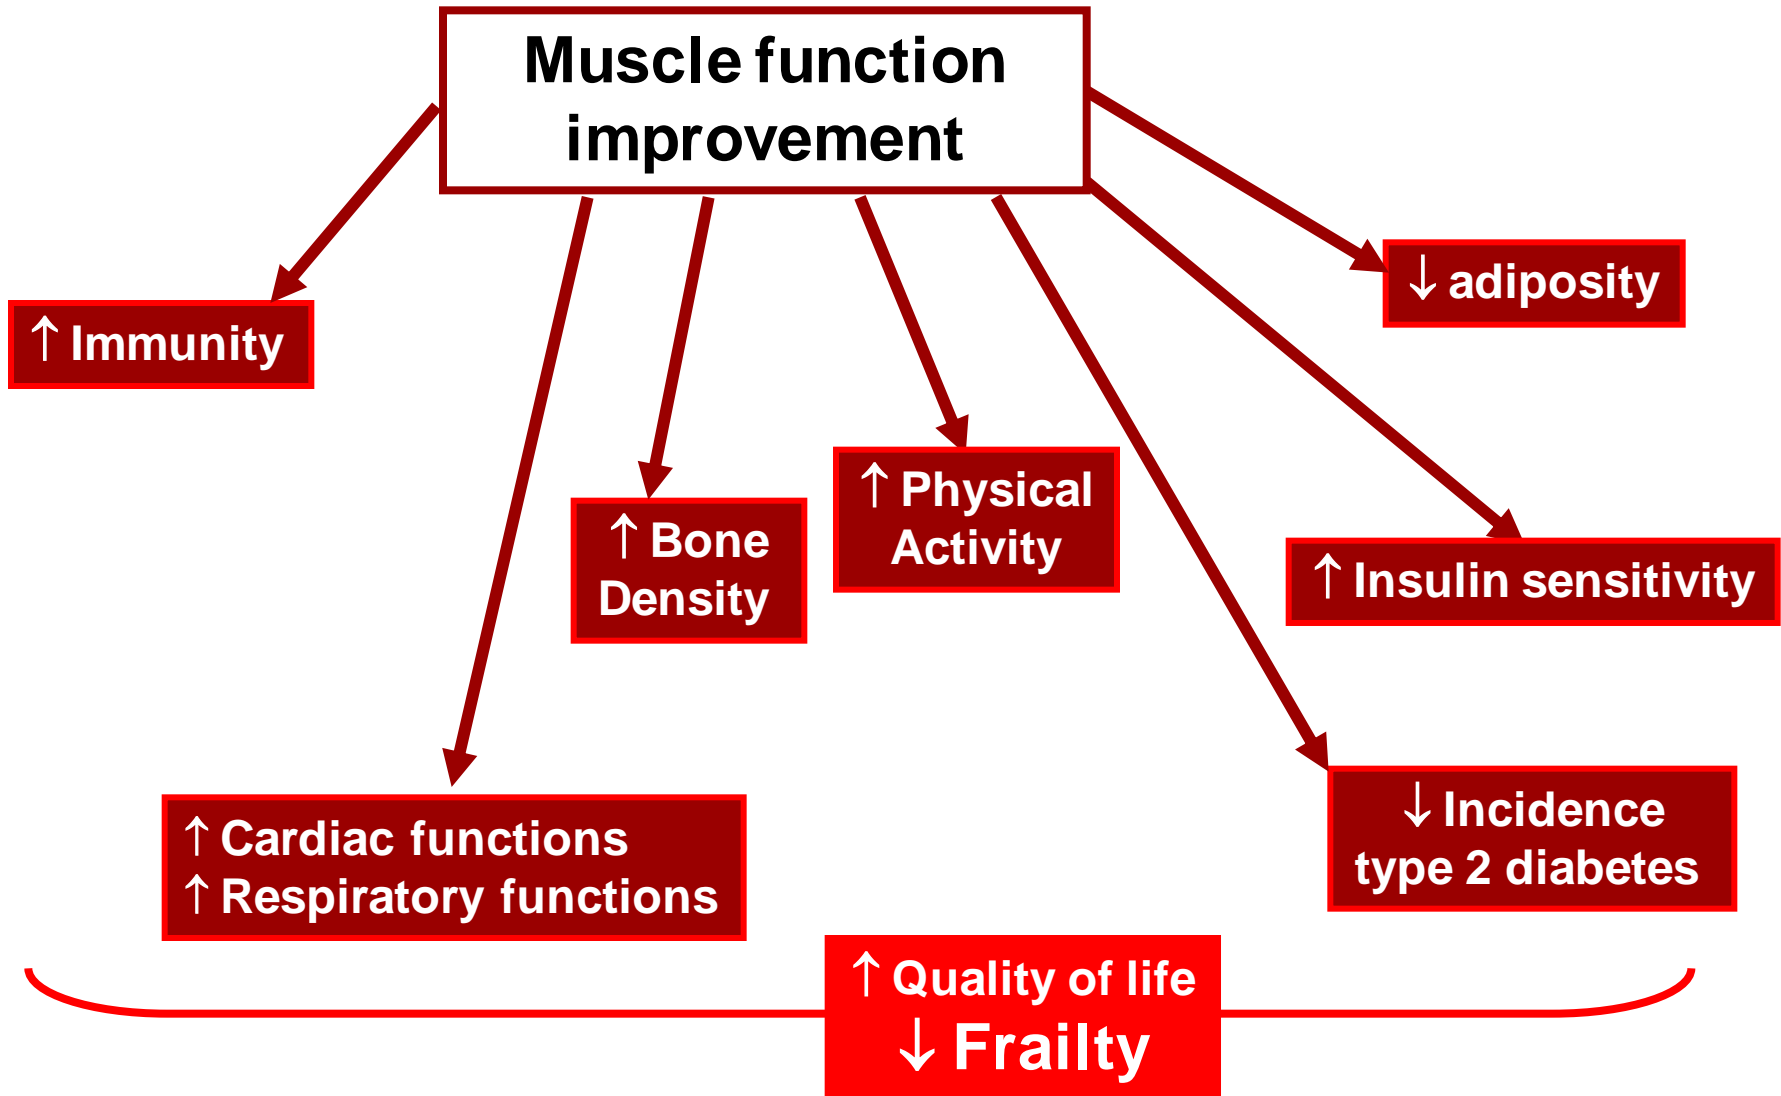 Muscle function
improvement
↓ adiposity
↑ Immunity
↑ Physical
Activity
↑ Bone
Density
↑ Insulin sensitivity
↑ Cardiac functions
↑ Respiratory functions
↓ Incidence
type 2 diabetes
↑ Quality of life
↓ Frailty